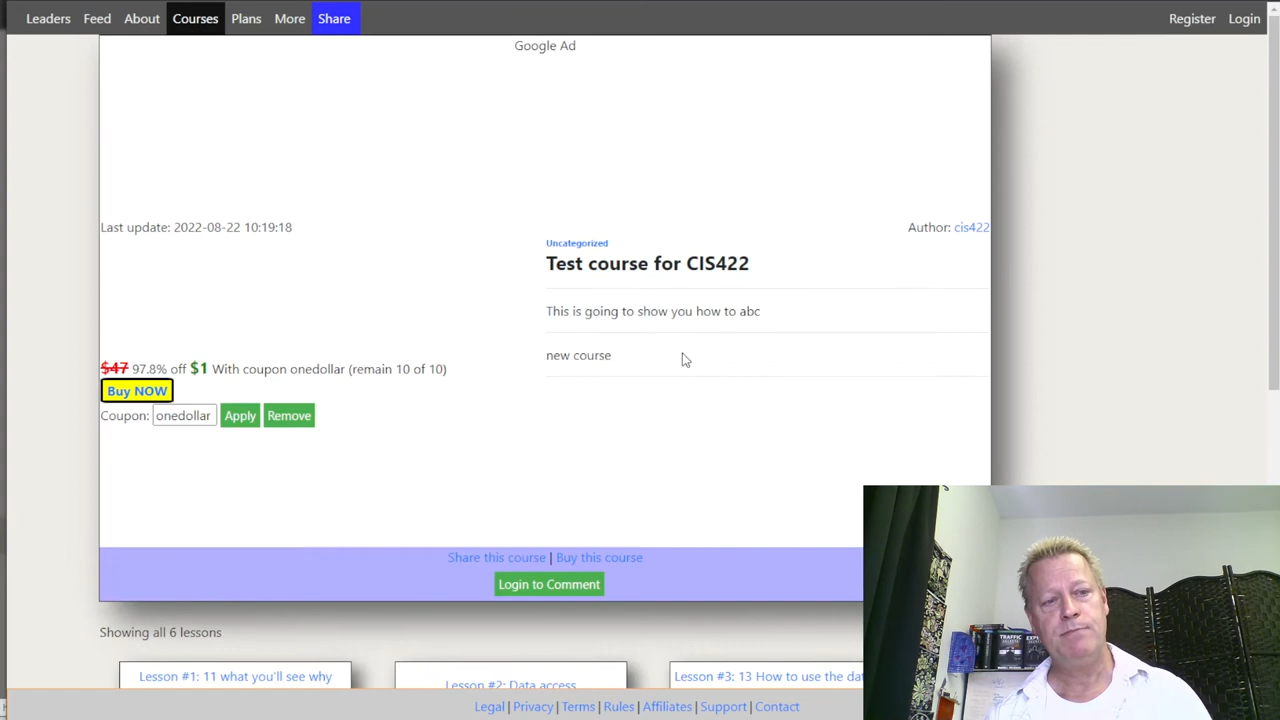 Leaders Feed About Courses Plans More Share Register Login
Google Ad
Last update: 2022-08-22 10:19:18
Author: cis422
Uncategorized
Test course for CIS422
This is going to show you how to abc
new course
$47 97.8% off $1 With coupon onedollar (remain 10 of 10)
Buy NOW
Coupon: onedollar Apply Remove
Share this course | Buy this course
Login to Comment
Showing all 6 lessons
Lesson #1: 11 what you'll see why
Lesson #2: Data access
Lesson #3: 13 How to use the dat
Legal | Privacy | Terms | Rules | Affiliates | Support | Contact
TRAFFIC